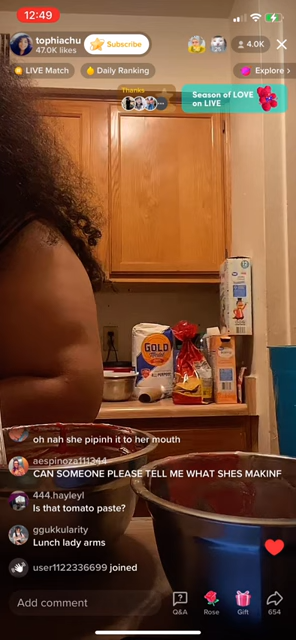 12:49
tophiachu
47.0K likes
Subscribe
4.0K
LIVE Match
Daily Ranking
Explore >
Thanks
Season of LOVE
on LIVE
GOLD
Medal
oh nah she pipinh it to her mouth
aespinoza111344
CAN SOMEONE PLEASE TELL ME WHAT SHES MAKINF
444.hayleyl
Is that tomato paste?
ggukkularity
Lunch lady arms
user1122336699 joined
Add comment
Q&A
Rose
Gift
654